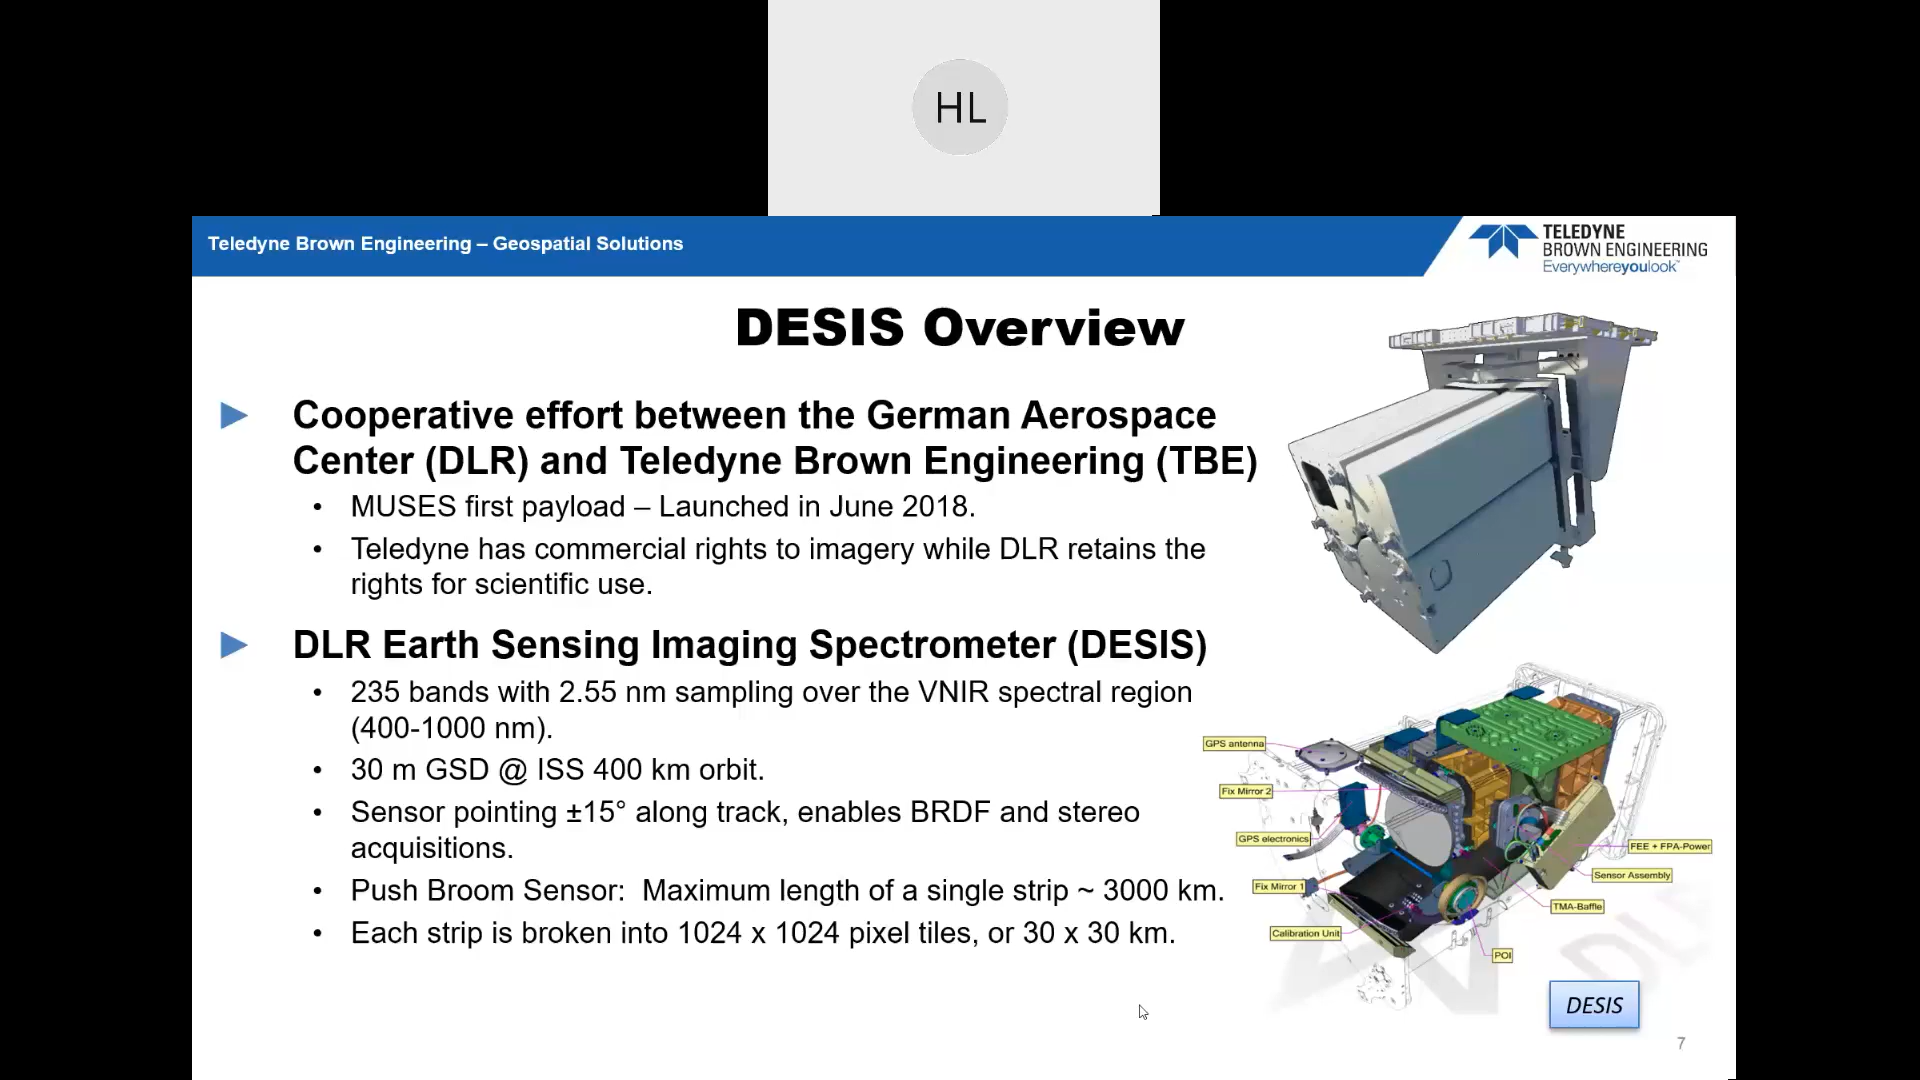 HL
Teledyne Brown Engineering – Geospatial Solutions
TELEDYNE
BROWN ENGINEERING
Everywhereyoulook™
DESIS Overview
Cooperative effort between the German Aerospace
Center (DLR) and Teledyne Brown Engineering (TBE)
• MUSES first payload – Launched in June 2018.
• Teledyne has commercial rights to imagery while DLR retains the
rights for scientific use.
DLR Earth Sensing Imaging Spectrometer (DESIS)
• 235 bands with 2.55 nm sampling over the VNIR spectral region
(400-1000 nm).
• 30 m GSD @ ISS 400 km orbit.
• Sensor pointing ±15° along track, enables BRDF and stereo
acquisitions.
• Push Broom Sensor:  Maximum length of a single strip ~ 3000 km.
• Each strip is broken into 1024 x 1024 pixel tiles, or 30 x 30 km.
GPS antenna
Fix Mirror 2
GPS electronics
Fix Mirror 1
Calibration Unit
FEE + FPA-Power
Sensor Assembly
TMA-Baffle
POI
DL
DESIS
7